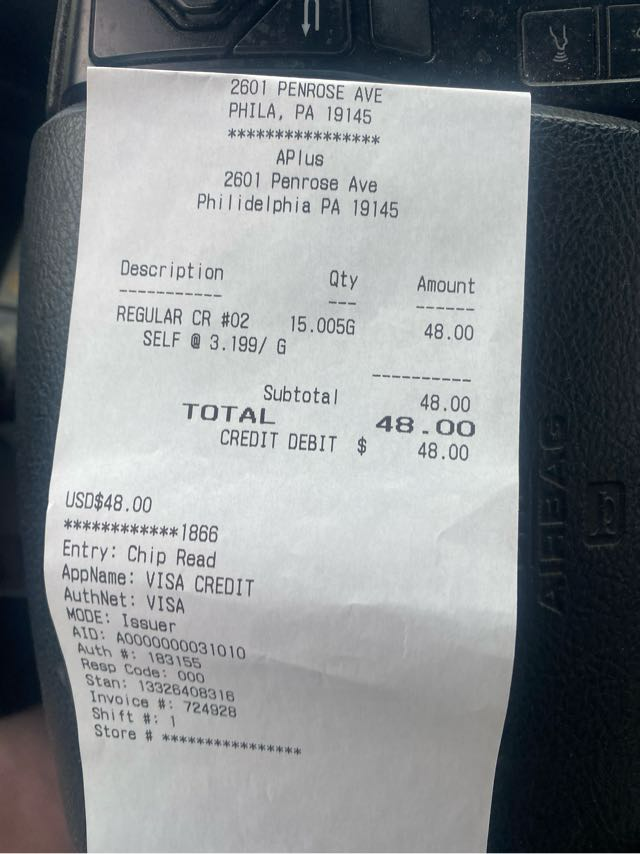 2601 PENROSE AVE
PHILA, PA 19145
*****************
APlus
2601 Penrose Ave
Philidelphia PA 19145
Description Qty Amount
----------- --- ------
REGULAR CR #02 15.005G 48.00
SELF @ 3.199/ G
----------
Subtotal 48.00
TOTAL 48.00
CREDIT DEBIT $ 48.00
USD$48.00
************1866
Entry: Chip Read
AppName: VISA CREDIT
AuthNet: VISA
MODE: Issuer
AID: A0000000031010
Auth #: 183155
Resp Code: 000
Stan: 13326408316
Invoice #: 724928
Shift #: 1
Store # ****************
AIRBAG